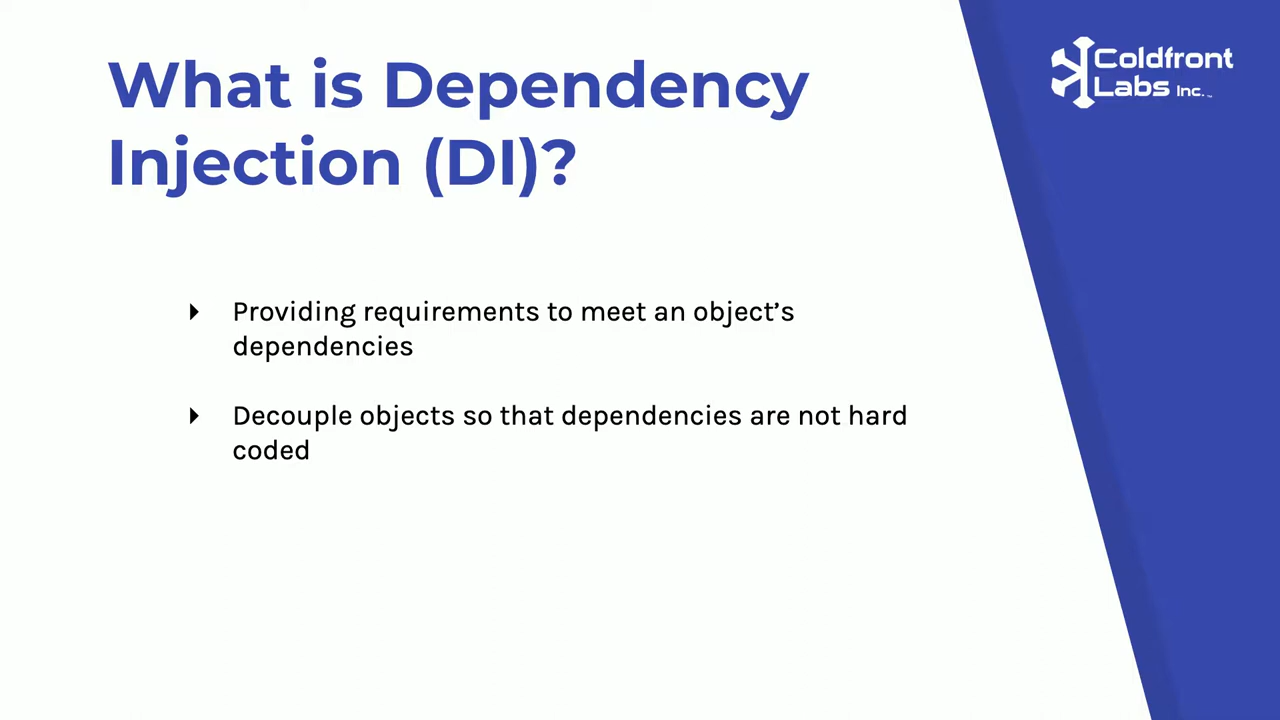 What is Dependency
Injection (DI)?
Coldfront
Labs Inc.™
Providing requirements to meet an object’s
dependencies
Decouple objects so that dependencies are not hard
coded